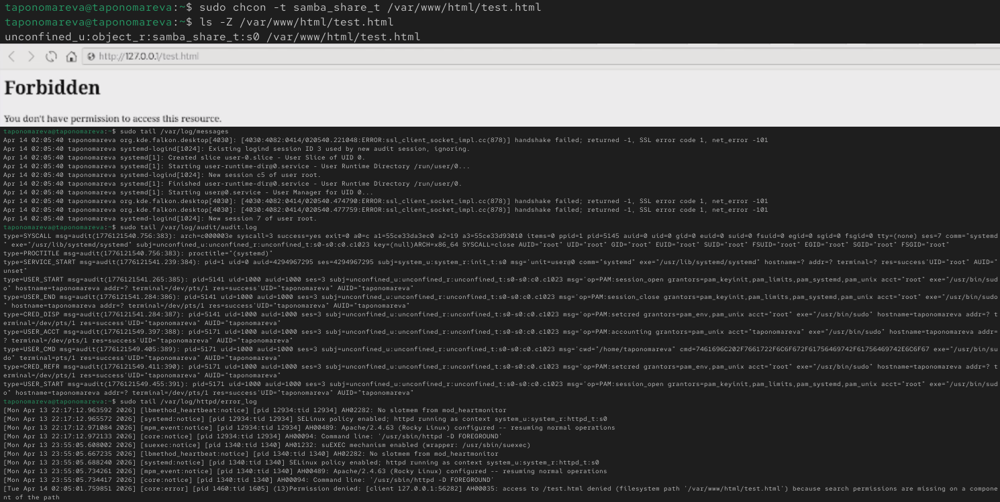 taponomareva@taponomareva:~$ sudo chcon -t samba_share_t /var/www/html/test.html
taponomareva@taponomareva:~$ ls -Z /var/www/html/test.html
unconfined_u:object_r:samba_share_t:s0 /var/www/html/test.html
http://127.0.0.1/test.html
Forbidden
You don't have permission to access this resource.
taponomareva@taponomareva:~$ sudo tail /var/log/messages
Apr 14 02:05:40 taponomareva org.kde.falkon.desktop[4030]: [4030:4082:0414/020540.221048:ERROR:ssl_client_socket_impl.cc(878)] handshake failed; returned -1, SSL error code 1, net_error -101
Apr 14 02:05:40 taponomareva systemd-logind[1024]: Existing logind session ID 3 used by new audit session, ignoring.
Apr 14 02:05:40 taponomareva systemd[1]: Created slice user-0.slice - User Slice of UID 0.
Apr 14 02:05:40 taponomareva systemd[1]: Starting user-runtime-dir@0.service - User Runtime Directory /run/user/0...
Apr 14 02:05:40 taponomareva systemd-logind[1024]: New session c5 of user root.
Apr 14 02:05:40 taponomareva systemd[1]: Finished user-runtime-dir@0.service - User Runtime Directory /run/user/0.
Apr 14 02:05:40 taponomareva systemd[1]: Starting user@0.service - User Manager for UID 0...
Apr 14 02:05:40 taponomareva org.kde.falkon.desktop[4030]: [4030:4082:0414/020540.474790:ERROR:ssl_client_socket_impl.cc(878)] handshake failed; returned -1, SSL error code 1, net_error -101
Apr 14 02:05:40 taponomareva org.kde.falkon.desktop[4030]: [4030:4082:0414/020540.477759:ERROR:ssl_client_socket_impl.cc(878)] handshake failed; returned -1, SSL error code 1, net_error -101
Apr 14 02:05:40 taponomareva systemd-logind[1024]: New session 7 of user root.
taponomareva@taponomareva:~$ sudo tail /var/log/audit/audit.log
type=SYSCALL msg=audit(1776121540.756:383): arch=c000003e syscall=3 success=yes exit=0 a0=c a1=55ce33da3ec0 a2=19 a3=55ce33d93010 items=0 ppid=1 pid=5145 auid=0 uid=0 gid=0 euid=0 suid=0 fsuid=0 egid=0 sgid=0 fsgid=0 tty=(none) ses=7 comm="systemd
" exe="/usr/lib/systemd/systemd" subj=unconfined_u:unconfined_r:unconfined_t:s0-s0:c0.c1023 key=(null)ARCH=x86_64 SYSCALL=close AUID="root" UID="root" GID="root" EUID="root" SUID="root" FSUID="root" EGID="root" SGID="root" FSGID="root"
type=PROCTITLE msg=audit(1776121540.756:383): proctitle="(systemd)"
type=SERVICE_START msg=audit(1776121541.239:384): pid=1 uid=0 auid=4294967295 ses=4294967295 subj=system_u:system_r:init_t:s0 msg='unit=user@0 comm="systemd" exe="/usr/lib/systemd/systemd" hostname=? addr=? terminal=? res=success'UID="root" AUID="
unset"
type=USER_START msg=audit(1776121541.265:385): pid=5141 uid=1000 auid=1000 ses=3 subj=unconfined_u:unconfined_r:unconfined_t:s0-s0:c0.c1023 msg='op=PAM:session_open grantors=pam_keyinit,pam_limits,pam_systemd,pam_unix acct="root" exe="/usr/bin/sud
o" hostname=taponomareva addr=? terminal=/dev/pts/1 res=success'UID="taponomareva" AUID="taponomareva"
type=USER_END msg=audit(1776121541.284:386): pid=5141 uid=1000 auid=1000 ses=3 subj=unconfined_u:unconfined_r:unconfined_t:s0-s0:c0.c1023 msg='op=PAM:session_close grantors=pam_keyinit,pam_limits,pam_systemd,pam_unix acct="root" exe="/usr/bin/sudo
" hostname=taponomareva addr=? terminal=/dev/pts/1 res=success'UID="taponomareva" AUID="taponomareva"
type=CRED_DISP msg=audit(1776121541.284:387): pid=5141 uid=1000 auid=1000 ses=3 subj=unconfined_u:unconfined_r:unconfined_t:s0-s0:c0.c1023 msg='op=PAM:setcred grantors=pam_env,pam_unix acct="root" exe="/usr/bin/sudo" hostname=taponomareva addr=? t
erminal=/dev/pts/1 res=success'UID="taponomareva" AUID="taponomareva"
type=USER_ACCT msg=audit(1776121549.397:388): pid=5171 uid=1000 auid=1000 ses=3 subj=unconfined_u:unconfined_r:unconfined_t:s0-s0:c0.c1023 msg='op=PAM:accounting grantors=pam_unix acct="taponomareva" exe="/usr/bin/sudo" hostname=taponomareva addr=
? terminal=/dev/pts/1 res=success'UID="taponomareva" AUID="taponomareva"
type=USER_CMD msg=audit(1776121549.405:389): pid=5171 uid=1000 auid=1000 ses=3 subj=unconfined_u:unconfined_r:unconfined_t:s0-s0:c0.c1023 msg='cwd="/home/taponomareva" cmd=7461696C202F7661722F6C6F672F61756469742F61756469742E6C6F67 exe="/usr/bin/su
do" terminal=pts/1 res=success'UID="taponomareva" AUID="taponomareva"
type=CRED_REFR msg=audit(1776121549.411:390): pid=5171 uid=1000 auid=1000 ses=3 subj=unconfined_u:unconfined_r:unconfined_t:s0-s0:c0.c1023 msg='op=PAM:setcred grantors=pam_env,pam_unix acct="root" exe="/usr/bin/sudo" hostname=taponomareva addr=? t
erminal=/dev/pts/1 res=success'UID="taponomareva" AUID="taponomareva"
type=USER_START msg=audit(1776121549.455:391): pid=5171 uid=1000 auid=1000 ses=3 subj=unconfined_u:unconfined_r:unconfined_t:s0-s0:c0.c1023 msg='op=PAM:session_open grantors=pam_keyinit,pam_limits,pam_systemd,pam_unix acct="root" exe="/usr/bin/sud
o" hostname=taponomareva addr=? terminal=/dev/pts/1 res=success'UID="taponomareva" AUID="taponomareva"
taponomareva@taponomareva:~$ sudo tail /var/log/httpd/error_log
[Mon Apr 13 22:17:12.963592 2026] [lbmethod_heartbeat:notice] [pid 12934:tid 12934] AH02282: No slotmem from mod_heartmonitor
[Mon Apr 13 22:17:12.965572 2026] [systemd:notice] [pid 12934:tid 12934] SELinux policy enabled; httpd running as context system_u:system_r:httpd_t:s0
[Mon Apr 13 22:17:12.971084 2026] [mpm_event:notice] [pid 12934:tid 12934] AH00489: Apache/2.4.63 (Rocky Linux) configured -- resuming normal operations
[Mon Apr 13 22:17:12.972133 2026] [core:notice] [pid 12934:tid 12934] AH00094: Command line: '/usr/sbin/httpd -D FOREGROUND'
[Mon Apr 13 23:55:05.608002 2026] [suexec:notice] [pid 1340:tid 1340] AH01232: suEXEC mechanism enabled (wrapper: /usr/sbin/suexec)
[Mon Apr 13 23:55:05.667235 2026] [lbmethod_heartbeat:notice] [pid 1340:tid 1340] AH02282: No slotmem from mod_heartmonitor
[Mon Apr 13 23:55:05.688240 2026] [systemd:notice] [pid 1340:tid 1340] SELinux policy enabled; httpd running as context system_u:system_r:httpd_t:s0
[Mon Apr 13 23:55:05.734261 2026] [mpm_event:notice] [pid 1340:tid 1340] AH00489: Apache/2.4.63 (Rocky Linux) configured -- resuming normal operations
[Mon Apr 13 23:55:05.734417 2026] [core:notice] [pid 1340:tid 1340] AH00094: Command line: '/usr/sbin/httpd -D FOREGROUND'
[Tue Apr 14 02:05:01.759851 2026] [core:error] [pid 1460:tid 1605] (13)Permission denied: [client 127.0.0.1:56282] AH00035: access to /test.html denied (filesystem path '/var/www/html/test.html') because search permissions are missing on a compone
nt of the path